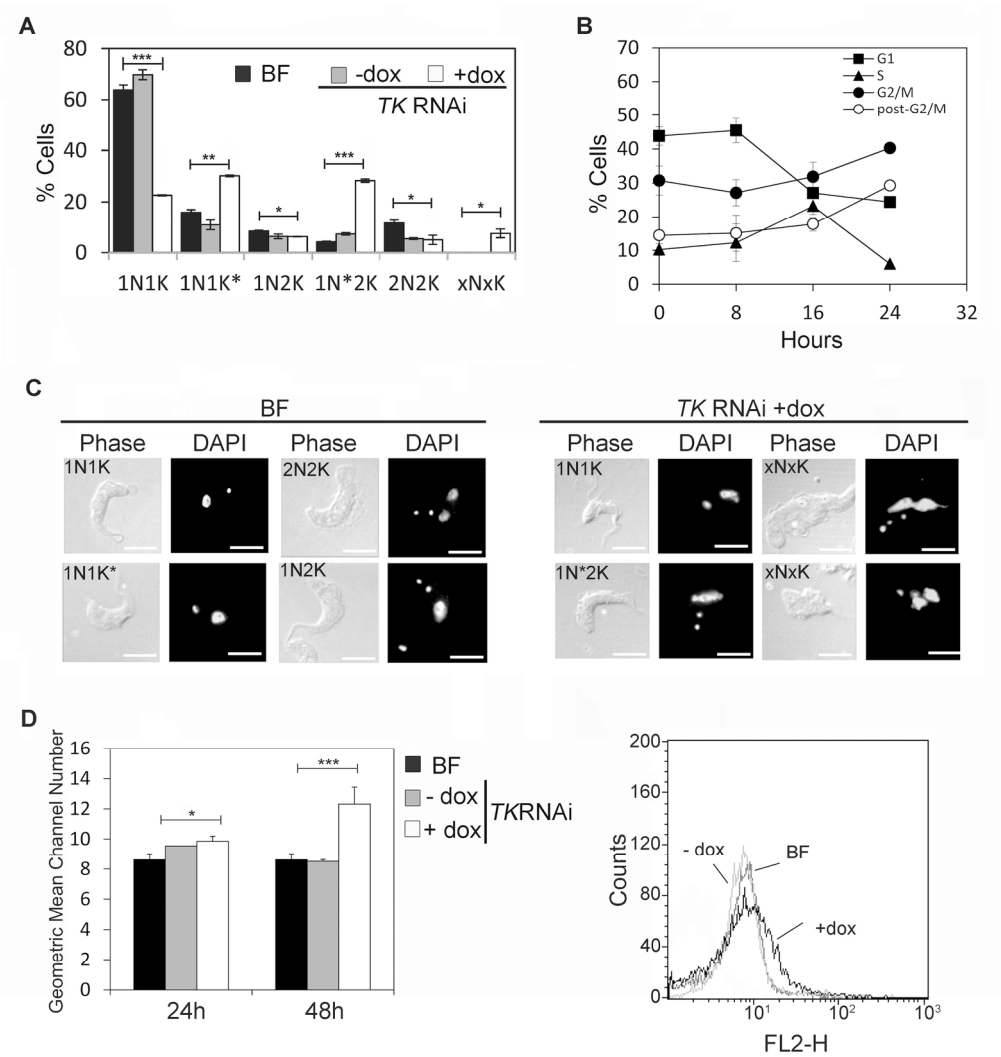 A
% Cells
80
60
40
20
0
***
**
*
***
*
*
BF
-dox
+dox
TK RNAi
1N1K
1N1K*
1N2K
1N*2K
2N2K
xNxK
B
% Cells
70
60
50
40
30
20
10
0
G1
S
G2/M
post-G2/M
0
8
16
24
32
Hours
C
BF
Phase
DAPI
Phase
DAPI
1N1K
2N2K
1N1K*
1N2K
TK RNAi +dox
Phase
DAPI
Phase
DAPI
1N1K
xNxK
1N*2K
xNxK
D
Geometric Mean Channel Number
16
14
12
10
8
6
4
2
0
*
***
24h
48h
BF
- dox
+ dox
TKRNAi
Counts
200
160
120
80
40
0
- dox
BF
+dox
10¹
10²
10³
FL2-H